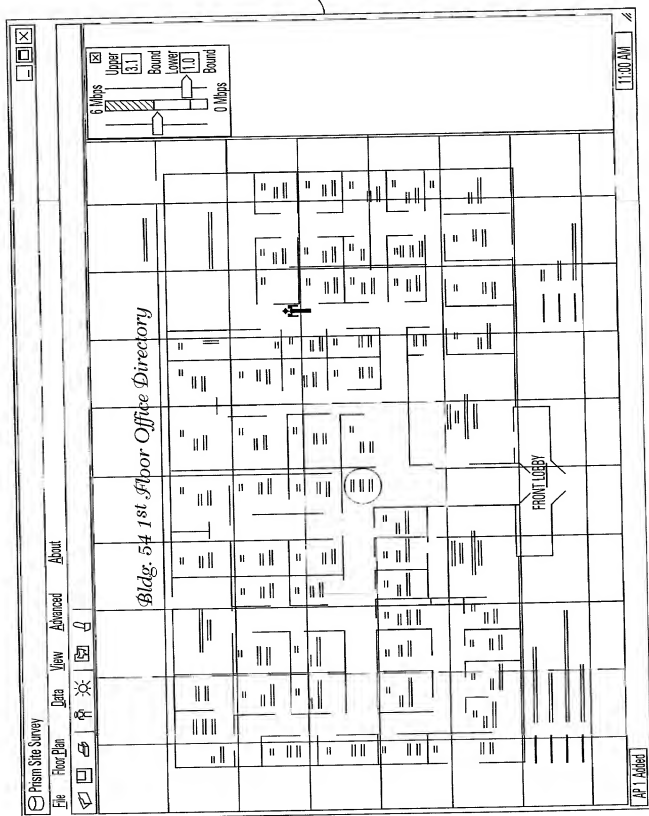 Prism Site Survey
File Floor Plan Data View Advanced About
Bldg. 54 1st Floor Office Directory
6 Mbps
Upper
3.1
Bound
Lower
1.0
Bound
0 Mbps
FRONT LOBBY
AP 1 Added
11:00 AM